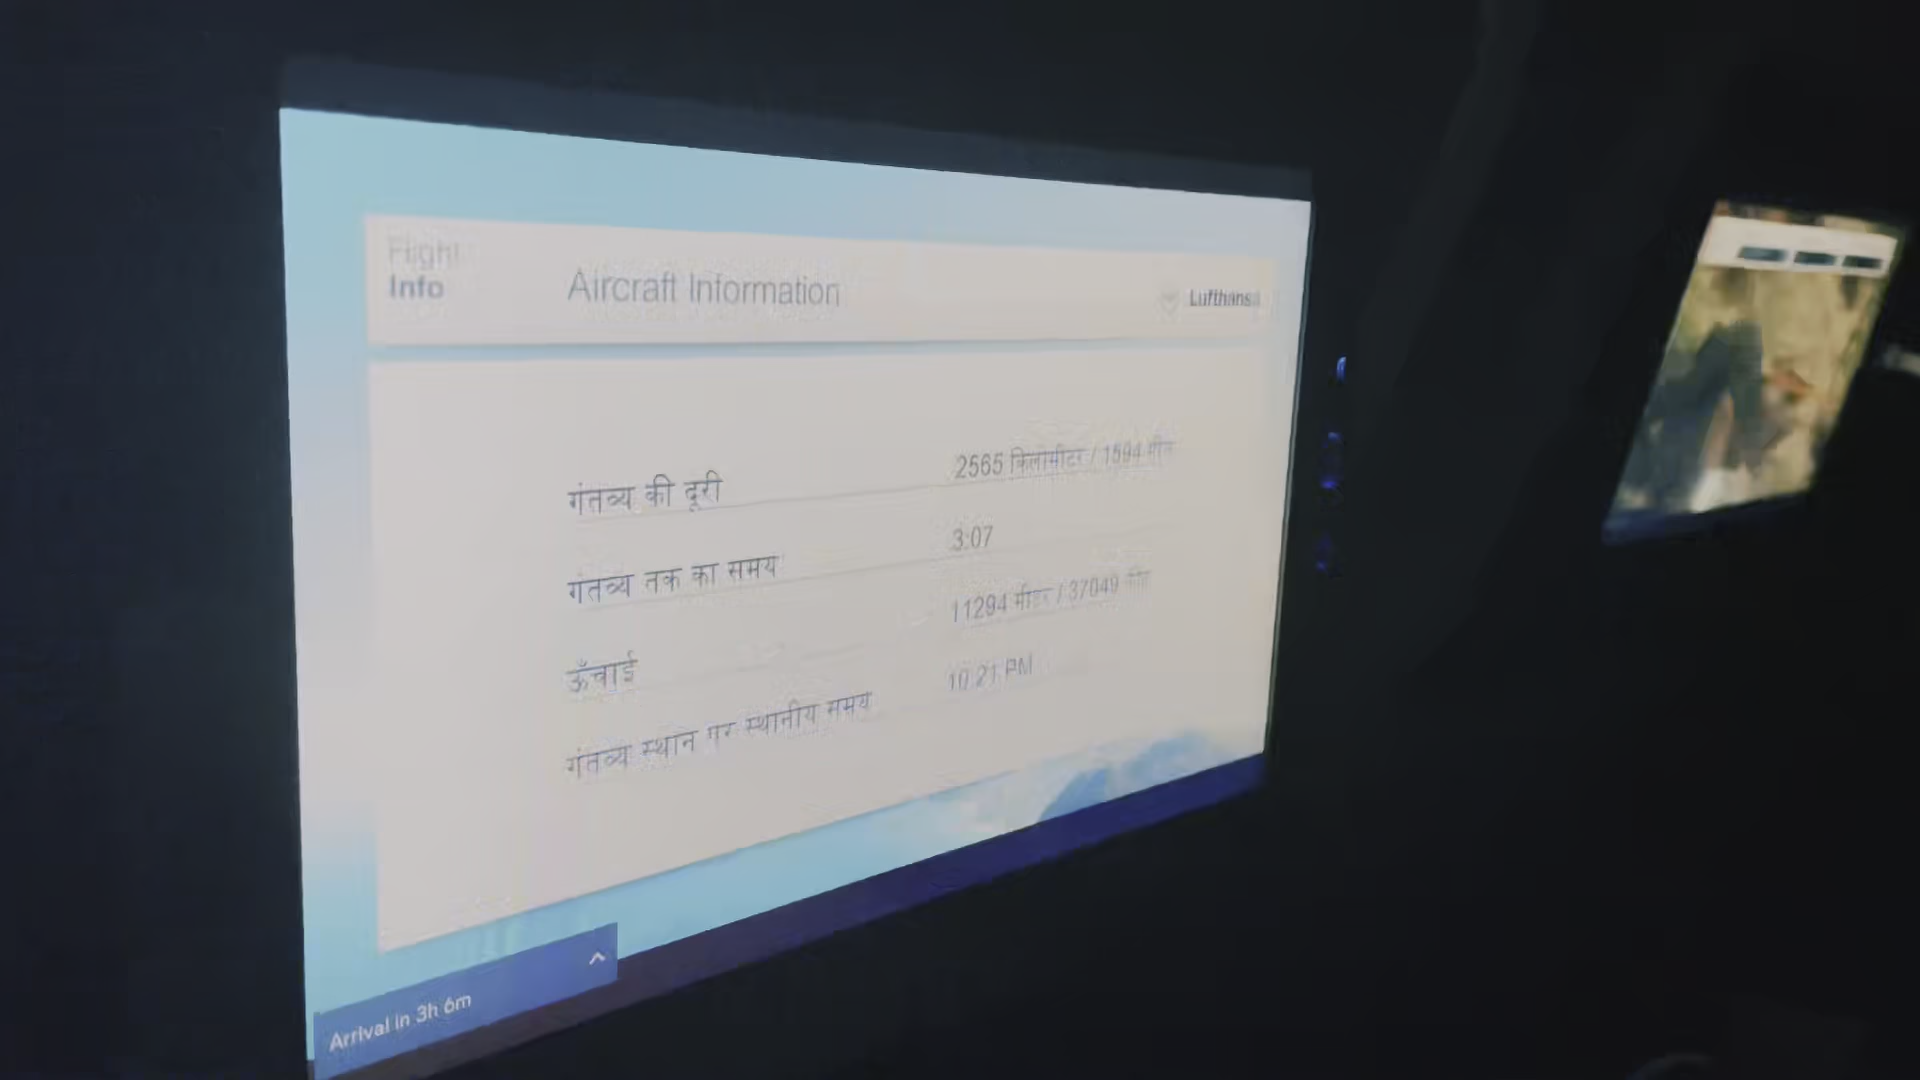 Flight
Info
Aircraft Information
Lufthansa
गंतव्य की दूरी
2565 किलोमीटर / 1594 मील
गंतव्य तक का समय
3:07
ऊँचाई
11294 मीटर / 37049 फीट
गंतव्य स्थान पर स्थानीय समय
10:21 PM
Arrival in 3h 6m